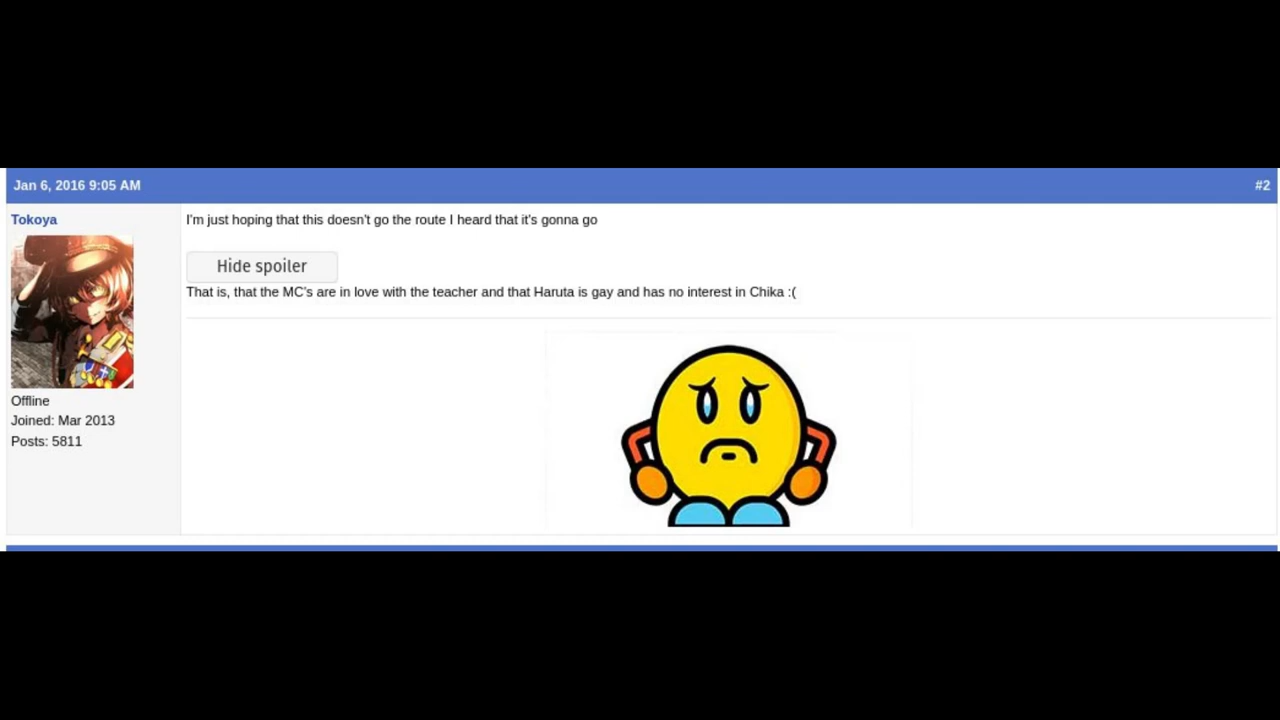 Jan 6, 2016 9:05 AM #2
Tokoya
I'm just hoping that this doesn't go the route I heard that it's gonna go
Hide spoiler
That is, that the MC's are in love with the teacher and that Haruta is gay and has no interest in Chika :(
Offline
Joined: Mar 2013
Posts: 5811